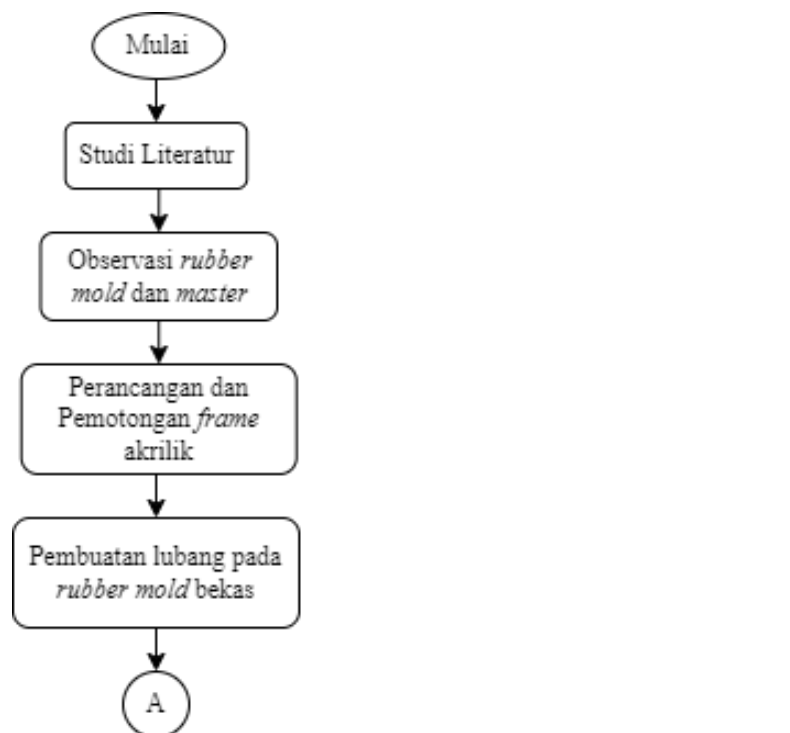 Mulai
Studi Literatur
Observasi rubber
mold dan master
Perancangan dan
Pemotongan frame
akrilik
Pembuatan lubang pada
rubber mold bekas
A